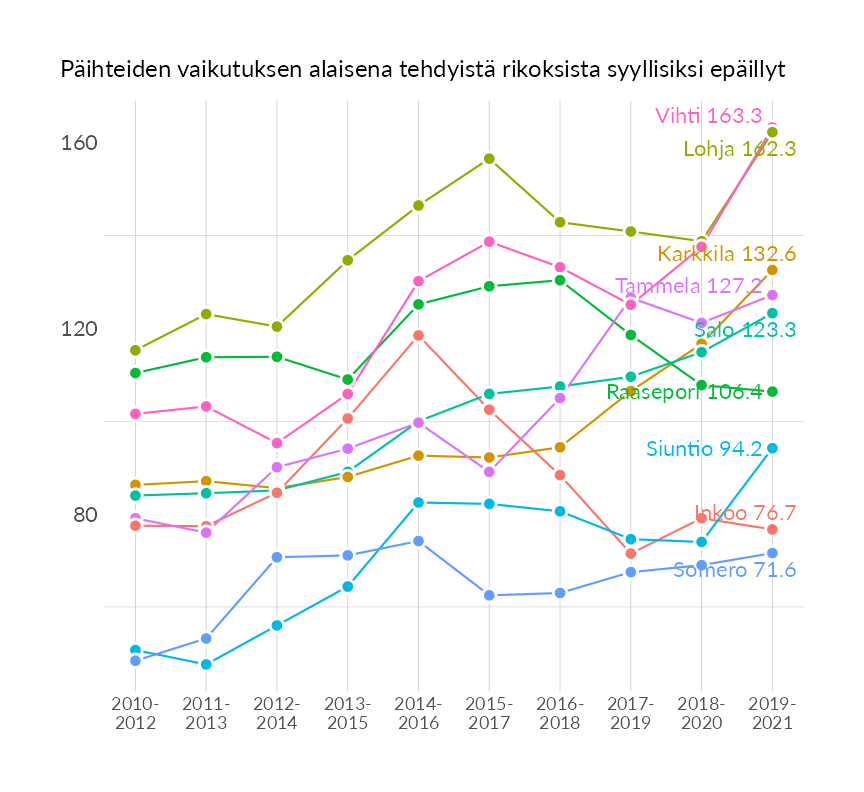 Päihteiden vaikutuksen alaisena tehdyistä rikoksista syyllisiksi epäillyt
160
120
80
Vihti 163.3
Lohja 162.3
Karkkila 132.6
Tammela 127.2
Salo 123.3
Raasepori 106.4
Siuntio 94.2
Inkoo 76.7
Somero 71.6
2010- 2011- 2012- 2013- 2014- 2015- 2016- 2017- 2018- 2019-
2012 2013 2014 2015 2016 2017 2018 2019 2020 2021